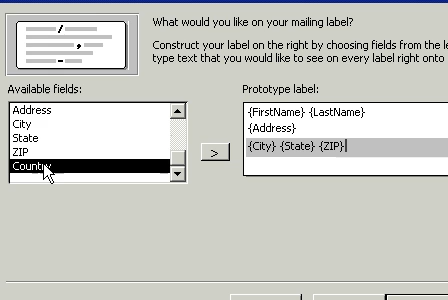 What would you like on your mailing label?
Construct your label on the right by choosing fields from the
type text that you would like to see on every label right onto
Available fields:
Prototype label:
Address
City
State
ZIP
Country
>
{FirstName} {LastName}
{Address}
{City} {State} {ZIP}